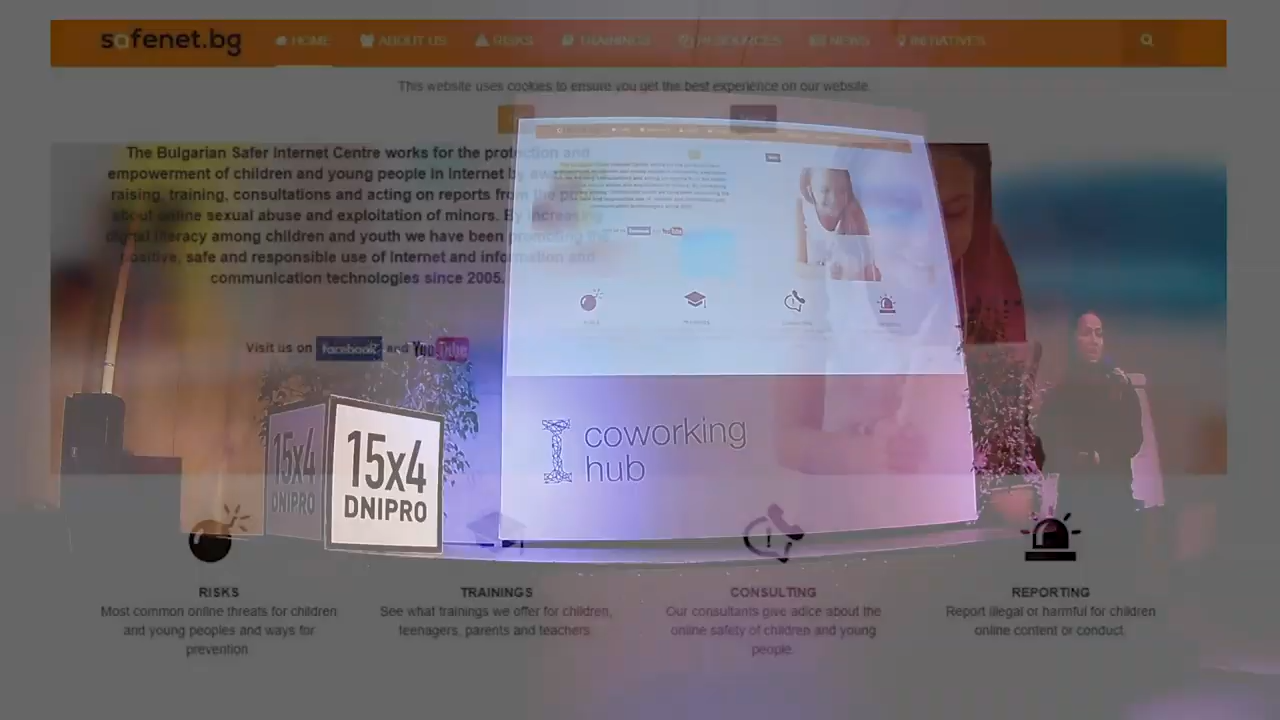 safenet.bg
HOME
ABOUT US
RISKS
TRAININGS
RESOURCES
NEWS
INITIATIVES
This website uses cookies to ensure you get the best experience on our website.
The Bulgarian Safer Internet Centre works for the protection and
empowerment of children and young people in Internet by awareness
raising, training, consultations and acting on reports from the public
about online sexual abuse and exploitation of minors. By increasing
digital literacy among children and youth we have been promoting the
positive, safe and responsible use of Internet and information and
communication technologies since 2005.
Visit us on facebook and YouTube
15x4
DNIPRO
15x4
DNIPRO
coworking
hub
RISKS
Most common online threats for children
and young peoples and ways for
prevention
TRAININGS
See what trainings we offer for children,
teenagers, parents and teachers
CONSULTING
Our consultants give adice about the
online safety of children and young
people.
REPORTING
Report illegal or harmful for children
online content or conduct.